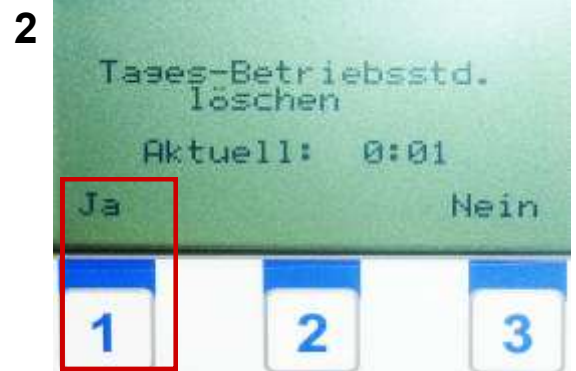 2
Tages-Betriebsstd.
löschen
Aktuell: 0:01
Ja Nein
1 2 3